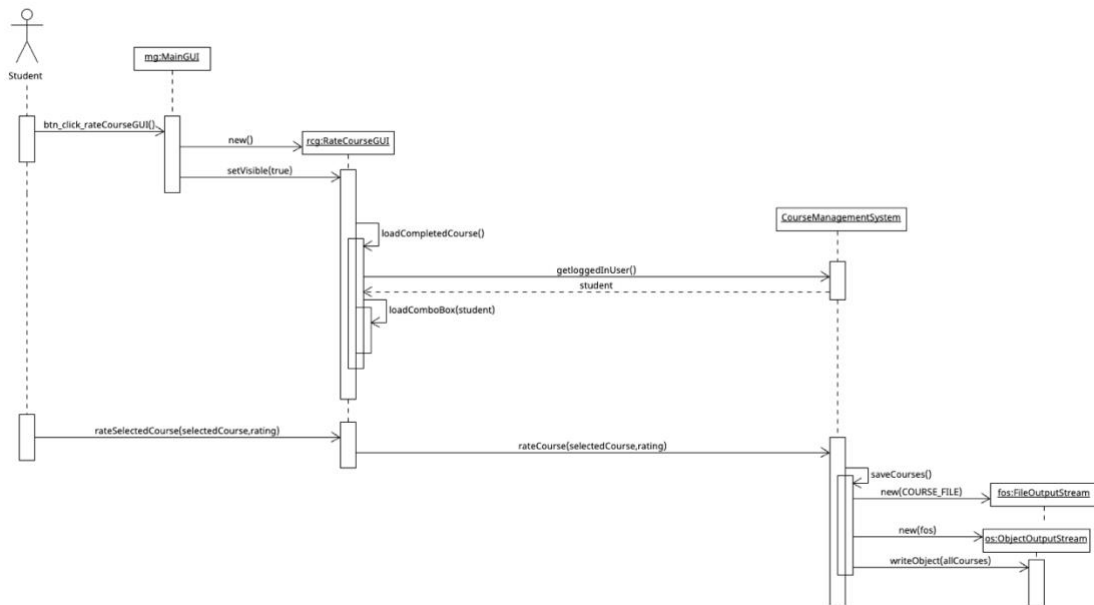 Student
mg:MainGUI
btn_click_rateCourseGUI()
new()
rcg:RateCourseGUI
setVisible(true)
CourseManagementSystem
loadCompletedCourse()
getloggedInUser()
student
loadComboBox(student)
rateSelectedCourse(selectedCourse,rating)
rateCourse(selectedCourse,rating)
saveCourses()
new(COURSE_FILE)
fos:FileOutputStream
new(fos)
os:ObjectOutputStream
writeObject(allCourses)